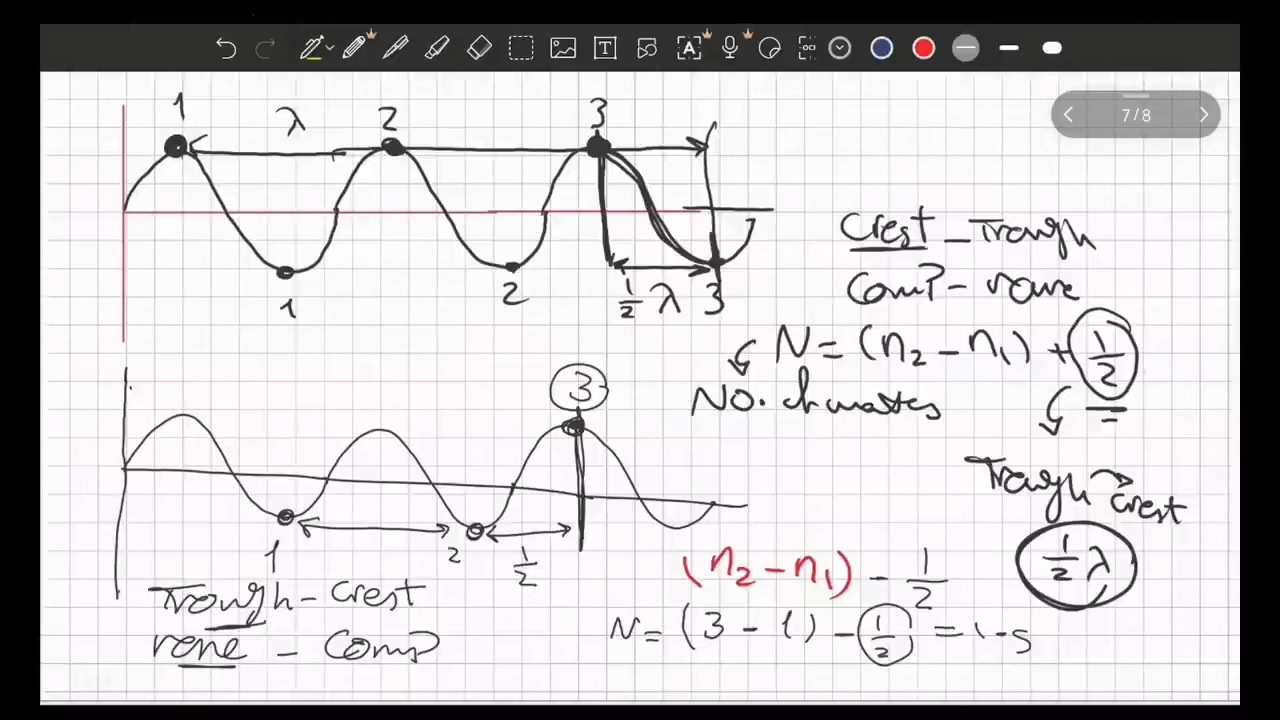 OCR
7/8
1 λ 2 3
1 2 1/2 λ 3
Crest - Trough
Comp - rare
N = (n₂ - n₁) + 1/2
No. of waves
Trough → crest
1/2 λ
3
1 2 1/2
Trough - crest
rare - Comp
(n₂ - n₁) - 1/2
N = (3 - 1) - 1/2 = 1.5